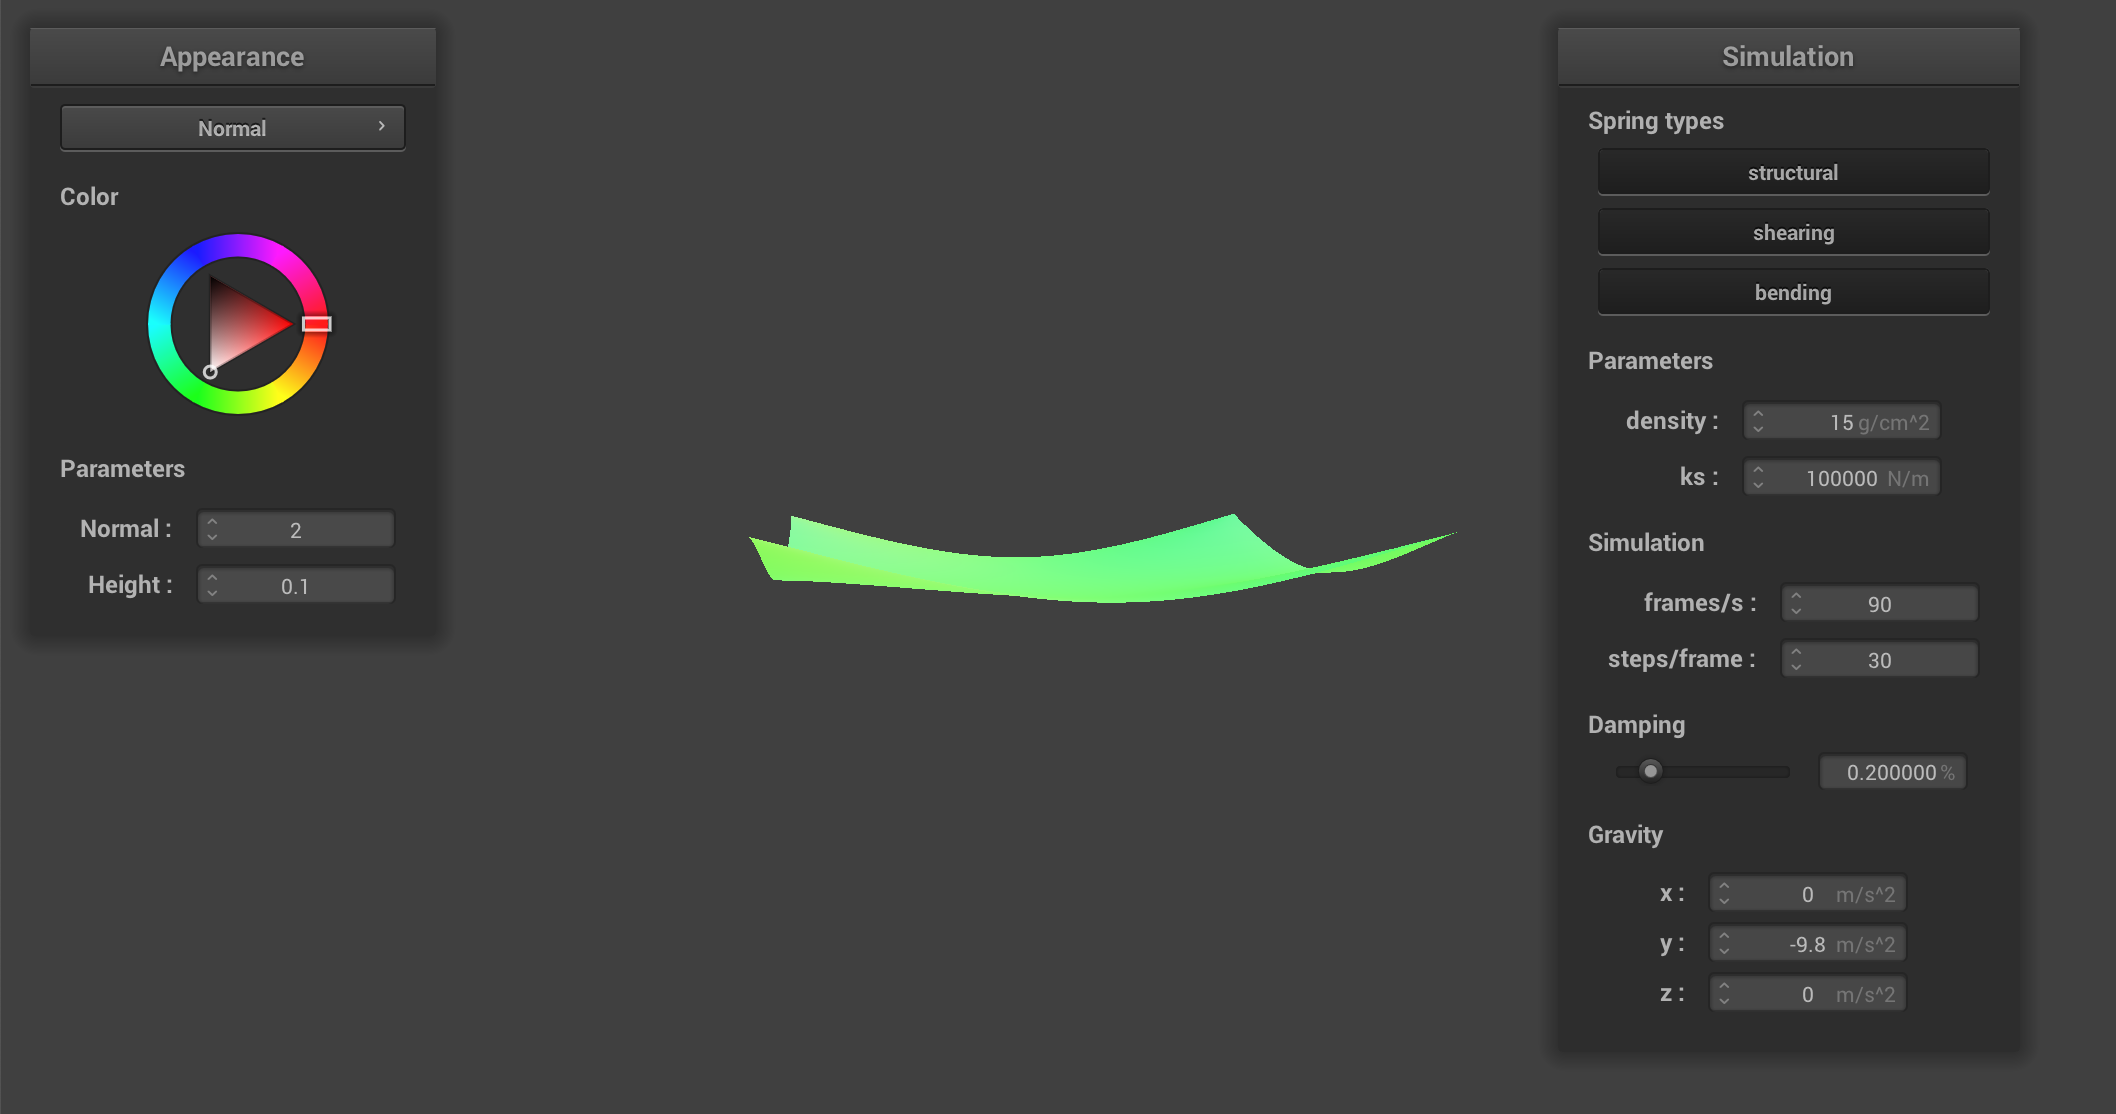 Appearance
Normal
Color
Parameters
Normal : 2
Height : 0.1
Simulation
Spring types
structural
shearing
bending
Parameters
density : 15 g/cm^2
ks : 100000 N/m
Simulation
frames/s : 90
steps/frame : 30
Damping
0.200000 %
Gravity
x : 0 m/s^2
y : -9.8 m/s^2
z : 0 m/s^2